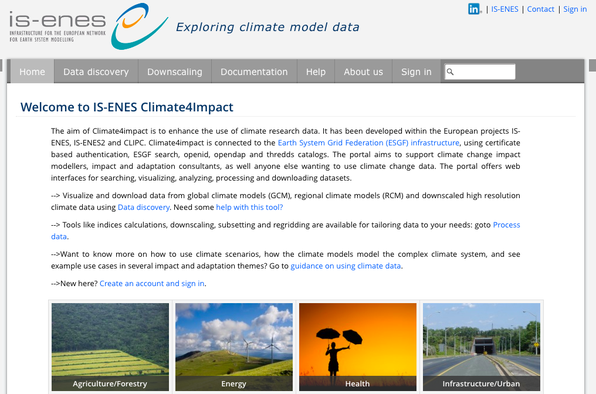 is-enes
INFRASTRUCTURE FOR THE EUROPEAN NETWORK
FOR EARTH SYSTEM MODELLING
Exploring climate model data
in | IS-ENES | Contact | Sign in
Home Data discovery Downscaling Documentation Help About us Sign in
Welcome to IS-ENES Climate4Impact
The aim of Climate4impact is to enhance the use of climate research data. It has been developed within the European projects IS-
ENES, IS-ENES2 and CLIPC. Climate4impact is connected to the Earth System Grid Federation (ESGF) infrastructure, using certificate
based authentication, ESGF search, openid, opendap and thredds catalogs. The portal aims to support climate change impact
modellers, impact and adaptation consultants, as well anyone else wanting to use climate change data. The portal offers web
interfaces for searching, visualizing, analyzing, processing and downloading datasets.
--> Visualize and download data from global climate models (GCM), regional climate models (RCM) and downscaled high resolution
climate data using Data discovery. Need some help with this tool?
--> Tools like indices calculations, downscaling, subsetting and regridding are available for tailoring data to your needs: goto Process
data.
-->Want to know more on how to use climate scenarios, how the climate models model the complex climate system, and see
example use cases in several impact and adaptation themes? Go to guidance on using climate data.
-->New here? Create an account and sign in.
Agriculture/Forestry Energy Health Infrastructure/Urban